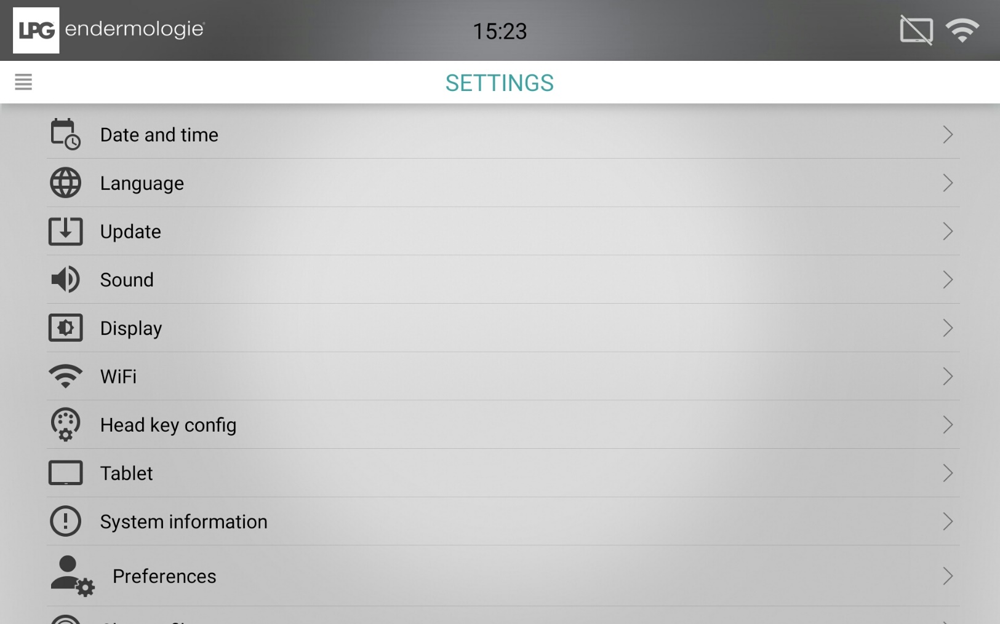 LPG endermologie
15:23
SETTINGS
Date and time
Language
Update
Sound
Display
WiFi
Head key config
Tablet
System information
Preferences